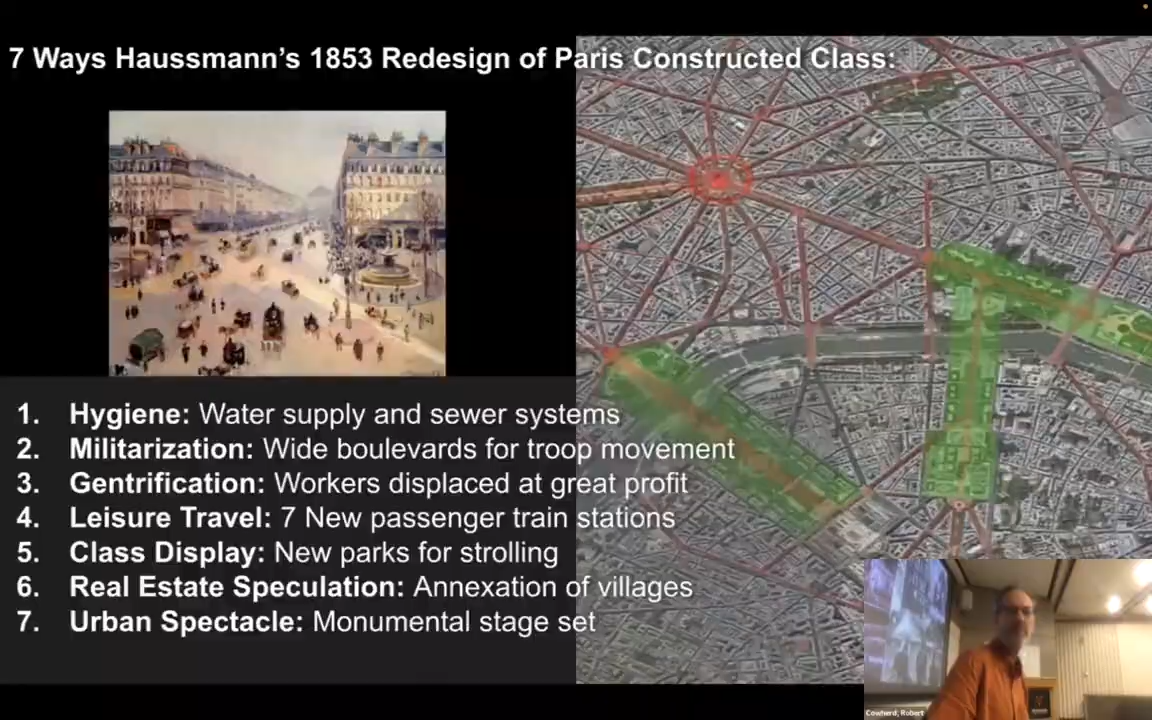 7 Ways Haussmann’s 1853 Redesign of Paris Constructed Class:
1. Hygiene: Water supply and sewer systems
2. Militarization: Wide boulevards for troop movement
3. Gentrification: Workers displaced at great profit
4. Leisure Travel: 7 New passenger train stations
5. Class Display: New parks for strolling
6. Real Estate Speculation: Annexation of villages
7. Urban Spectacle: Monumental stage set
Cowherd, Robert